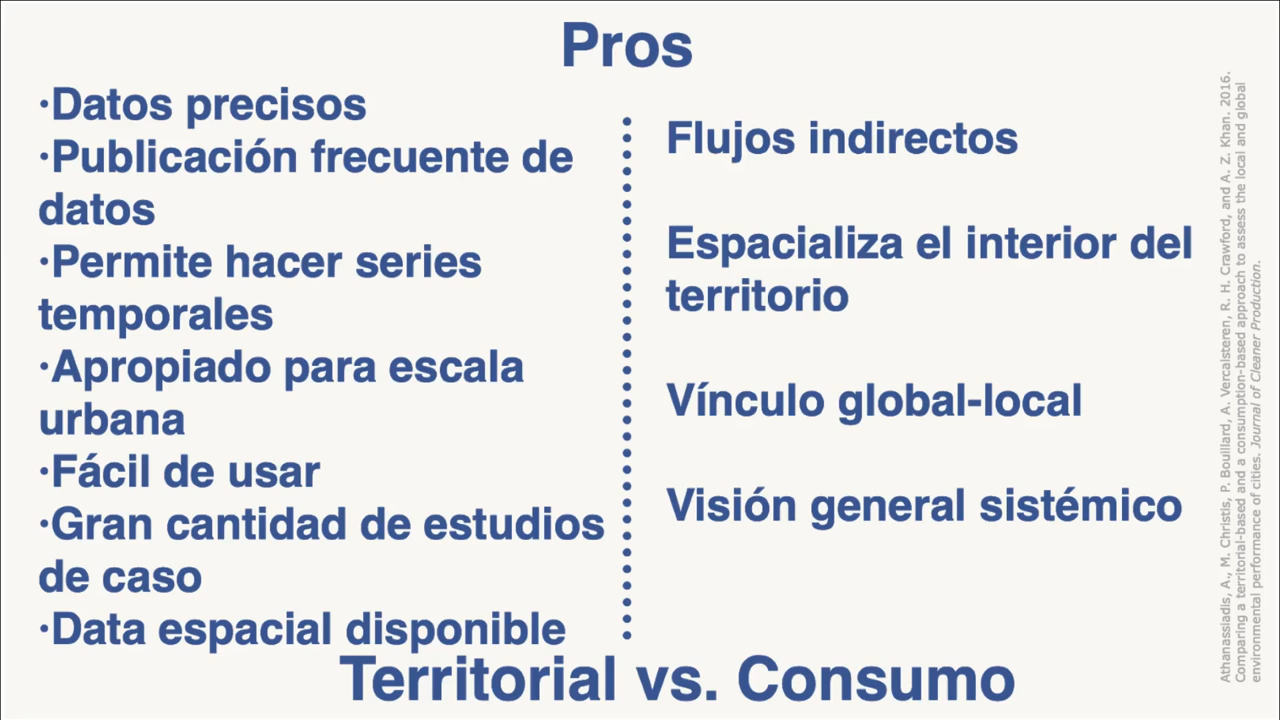 Pros
·Datos precisos
·Publicación frecuente de
datos
·Permite hacer series
temporales
·Apropiado para escala
urbana
·Fácil de usar
·Gran cantidad de estudios
de caso
·Data espacial disponible
Flujos indirectos
Espacializa el interior del
territorio
Vínculo global-local
Visión general sistémico
Territorial vs. Consumo
Athanassiadis, A., M. Christis, P. Bouillard, A. Vercalsteren, R. H. Crawford, and A. Z. Khan. 2016.
Comparing a territorial-based and a consumption-based approach to assess the local and global
environmental performance of cities. Journal of Cleaner Production.